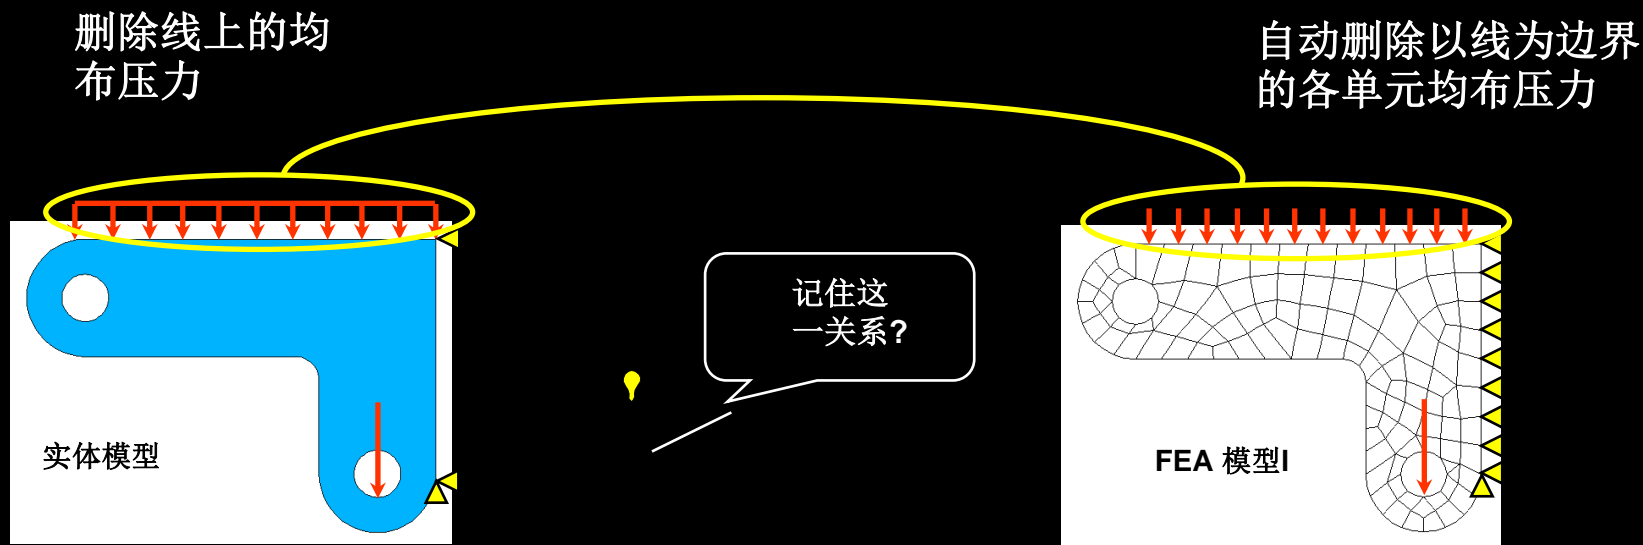 删除线上的均
布压力
自动删除以线为边界
的各单元均布压力
记住这
一关系?
实体模型
FEA 模型I